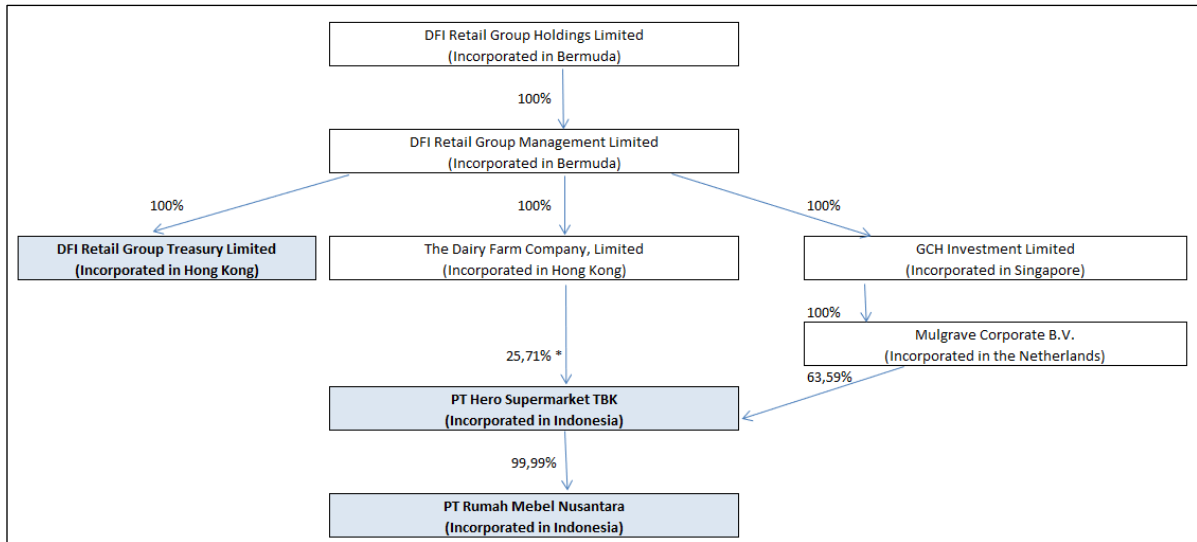 DFI Retail Group Holdings Limited
(Incorporated in Bermuda)
100%
DFI Retail Group Management Limited
(Incorporated in Bermuda)
100%
100%
100%
DFI Retail Group Treasury Limited
(Incorporated in Hong Kong)
The Dairy Farm Company, Limited
(Incorporated in Hong Kong)
GCH Investment Limited
(Incorporated in Singapore)
100%
Mulgrave Corporate B.V.
(Incorporated in the Netherlands)
25,71% *
63,59%
PT Hero Supermarket TBK
(Incorporated in Indonesia)
99,99%
PT Rumah Mebel Nusantara
(Incorporated in Indonesia)